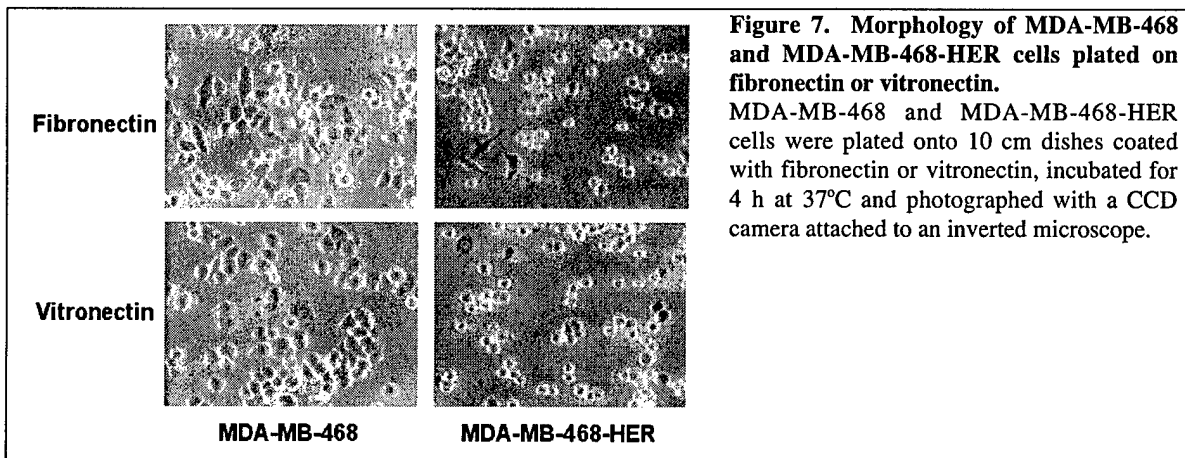 Fibronectin
Vitronectin
MDA-MB-468
MDA-MB-468-HER
Figure 7. Morphology of MDA-MB-468
and MDA-MB-468-HER cells plated on
fibronectin or vitronectin.
MDA-MB-468 and MDA-MB-468-HER
cells were plated onto 10 cm dishes coated
with fibronectin or vitronectin, incubated for
4 h at 37°C and photographed with a CCD
camera attached to an inverted microscope.